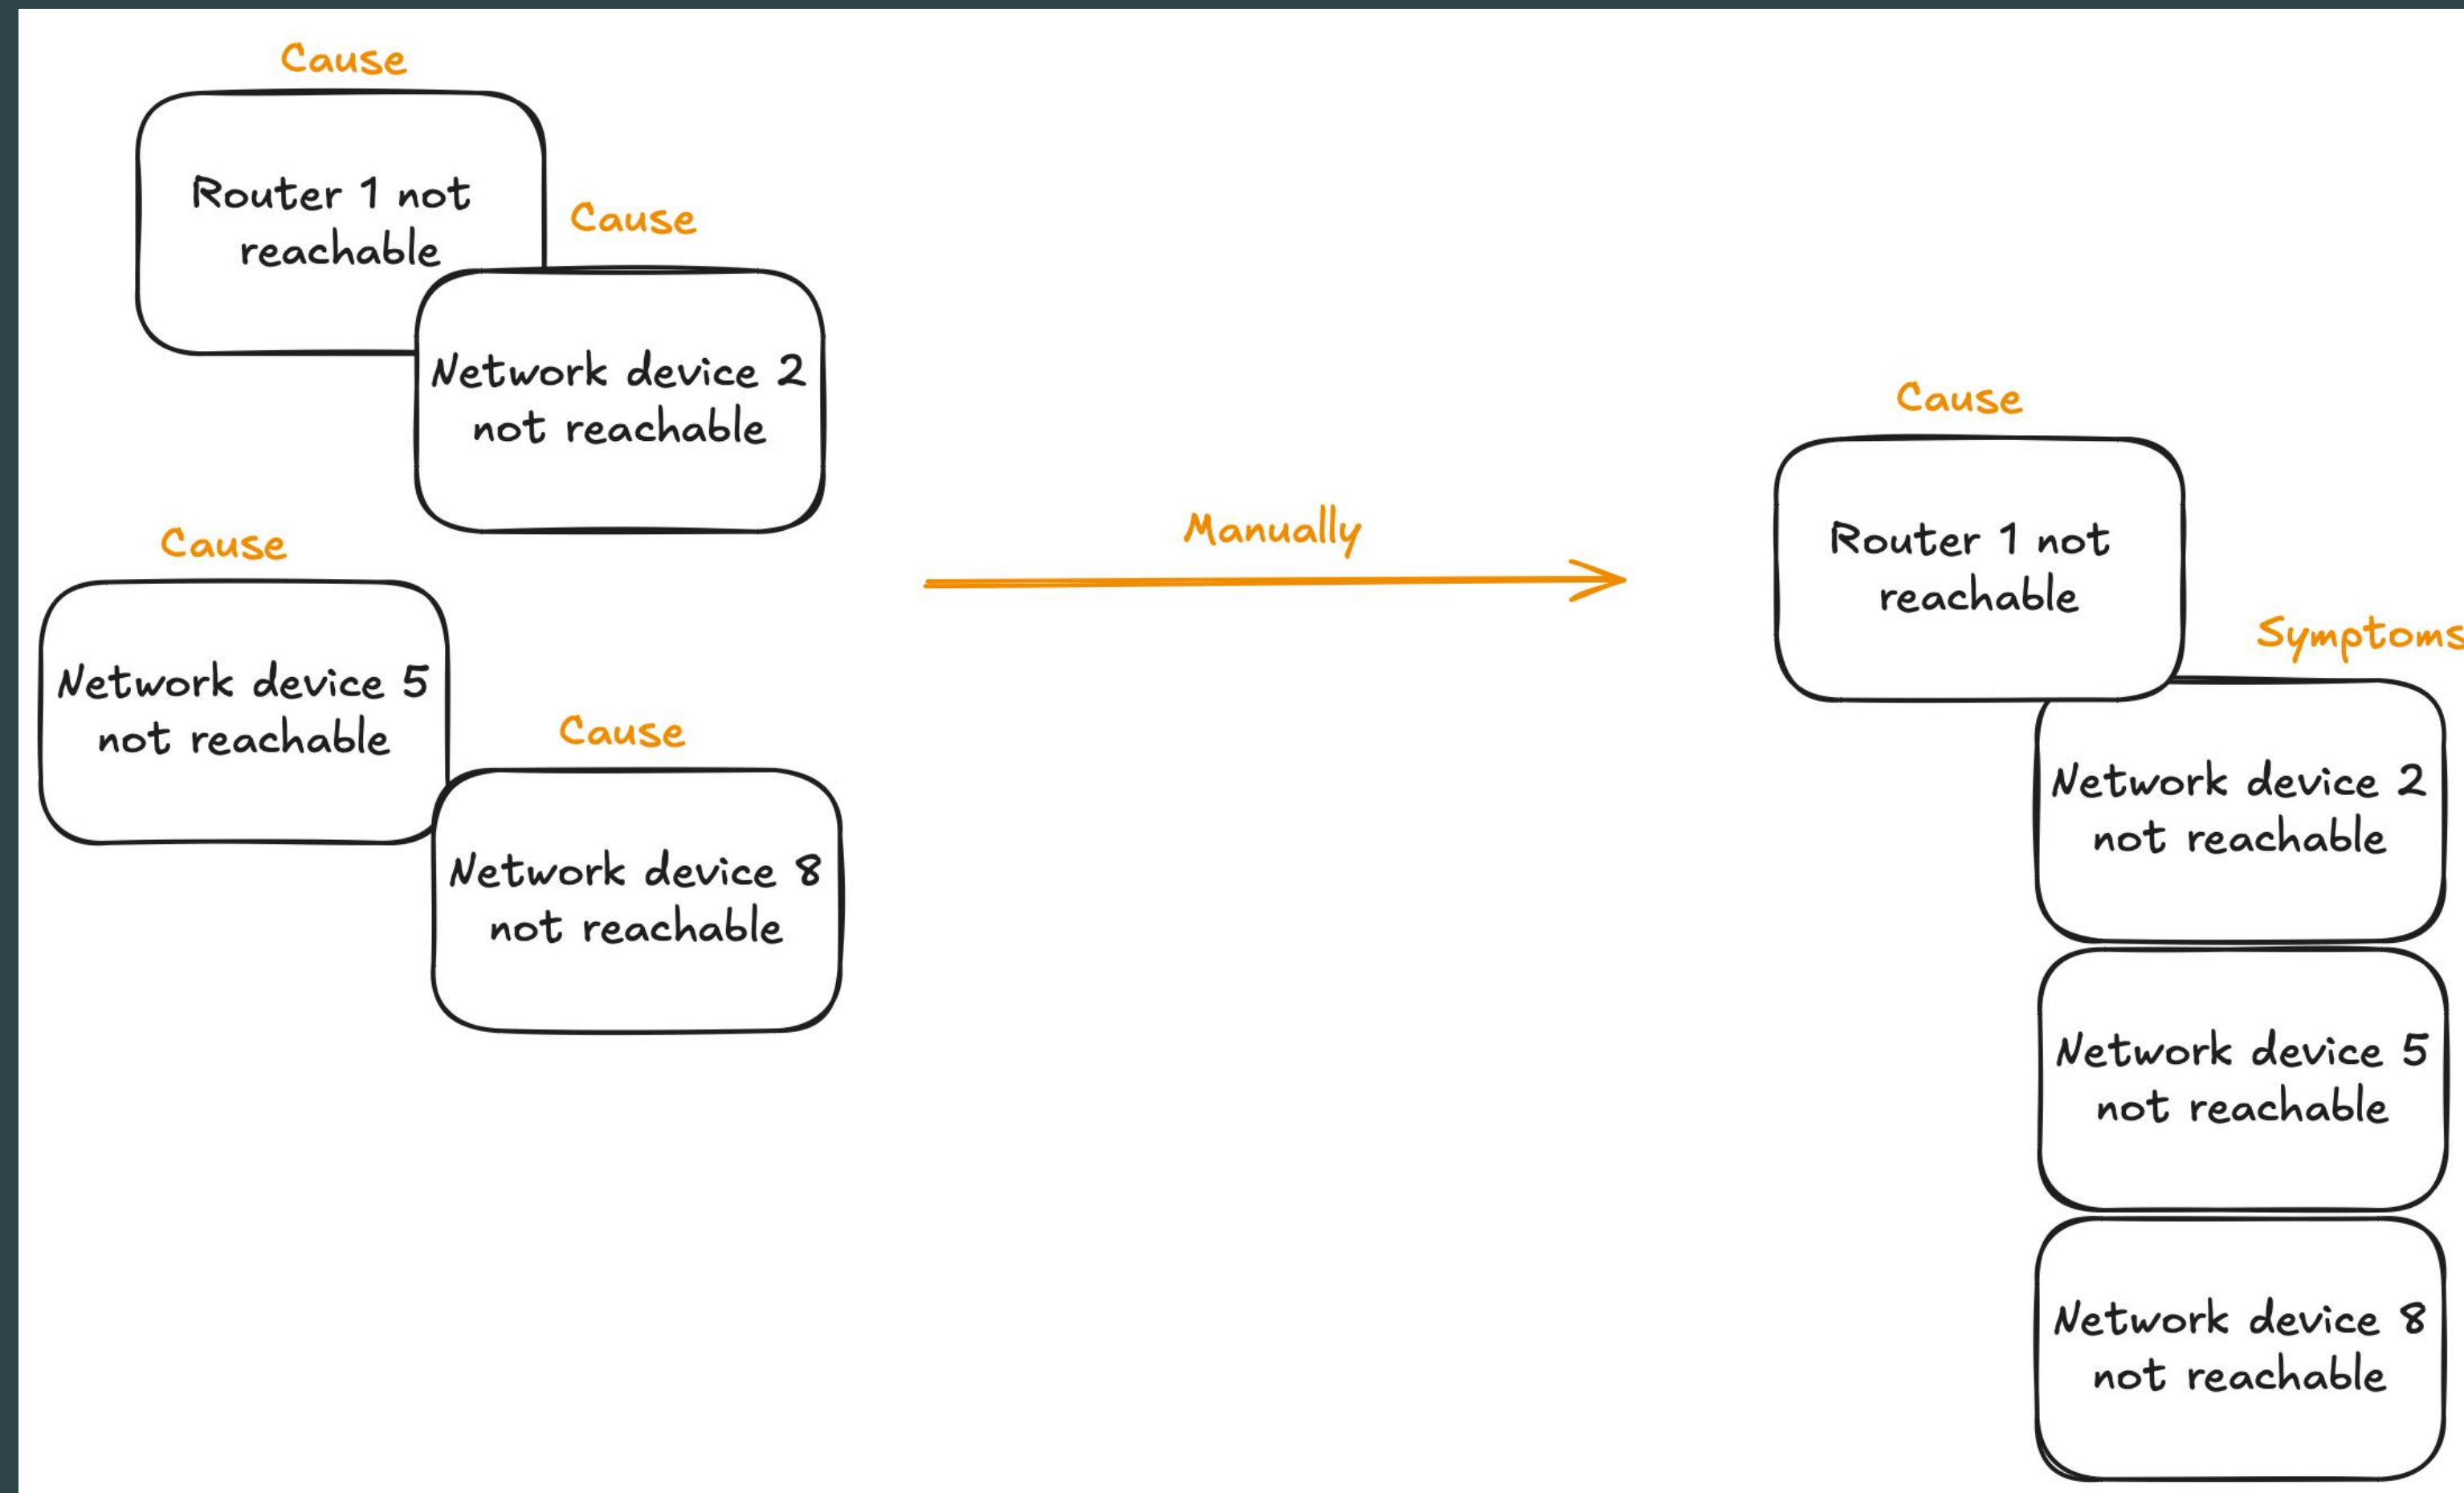 Cause
Router 1 not
reachable
Cause
Network device 2
not reachable
Cause
Network device 5
not reachable
Cause
Network device 8
not reachable
Manually
Cause
Router 1 not
reachable
Symptoms
Network device 2
not reachable
Network device 5
not reachable
Network device 8
not reachable